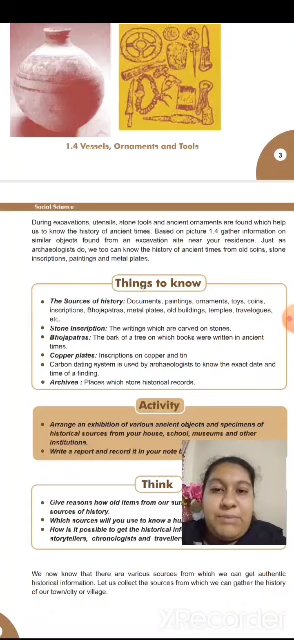 1.4 Vessels, Ornaments and Tools
3
Social Science
During excavations, utensils, stone tools and ancient ornaments are found which help
us to know the history of ancient times. Based on picture 1.4 gather information on
similar objects found from an excavation site near your residence. Just as
archaeologists do, we too can know the history of ancient times from old coins, stone
inscriptions, paintings and metal plates.
Things to know
• The Sources of history: Documents, paintings, ornaments, toys, coins,
inscriptions, Bhojapatras, metal plates, old buildings, temples, travelogues,
etc.
• Stone inscription: The writings which are carved on stones.
• Bhojapatras: The bark of a tree on which books were written in ancient
times.
• Copper plates: Inscriptions on copper and tin
• Carbon dating system is used by archaeologists to know the exact date and
time of a finding.
• Archives: Places which store historical records.
Activity
• Arrange an exhibition of various ancient objects and specimens of
historical sources from your house, school, museums and other
institutions.
• Write a report and record it in your note
Think
• Give reasons how old items from our
sources of history.
• Which sources will you use to know a
• How is it possible to get the historical
storytellers, chronologists and
We now know that there are various sources from which we can get authentic
historical information. Let us collect the sources from which we can gather the history
of our town/city or village.
XRecorder